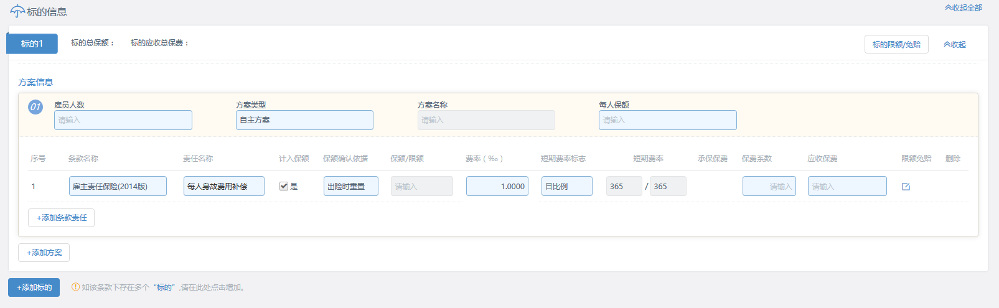 标的信息
收起全部
标的1 标的总保额： 标的应收总保费： 标的限额/免赔 收起
方案信息
01 雇员人数 方案类型 方案名称 每人保额
请输入 自主方案 请输入 请输入
序号 条款名称 责任名称 计入保额 保额确认依据 保额/限额 费率（‰） 短期费率标志 短期费率 承保保费 保费系数 应收保费 限额免赔 删除
1 雇主责任保险(2014版) 每人身故费用补偿 是 出险时重置 请输入 1.0000 日比例 365 / 365 请输入 请输入
+添加条款责任
+添加方案
+添加标的 如该条款下存在多个“标的”,请在此处点击增加。